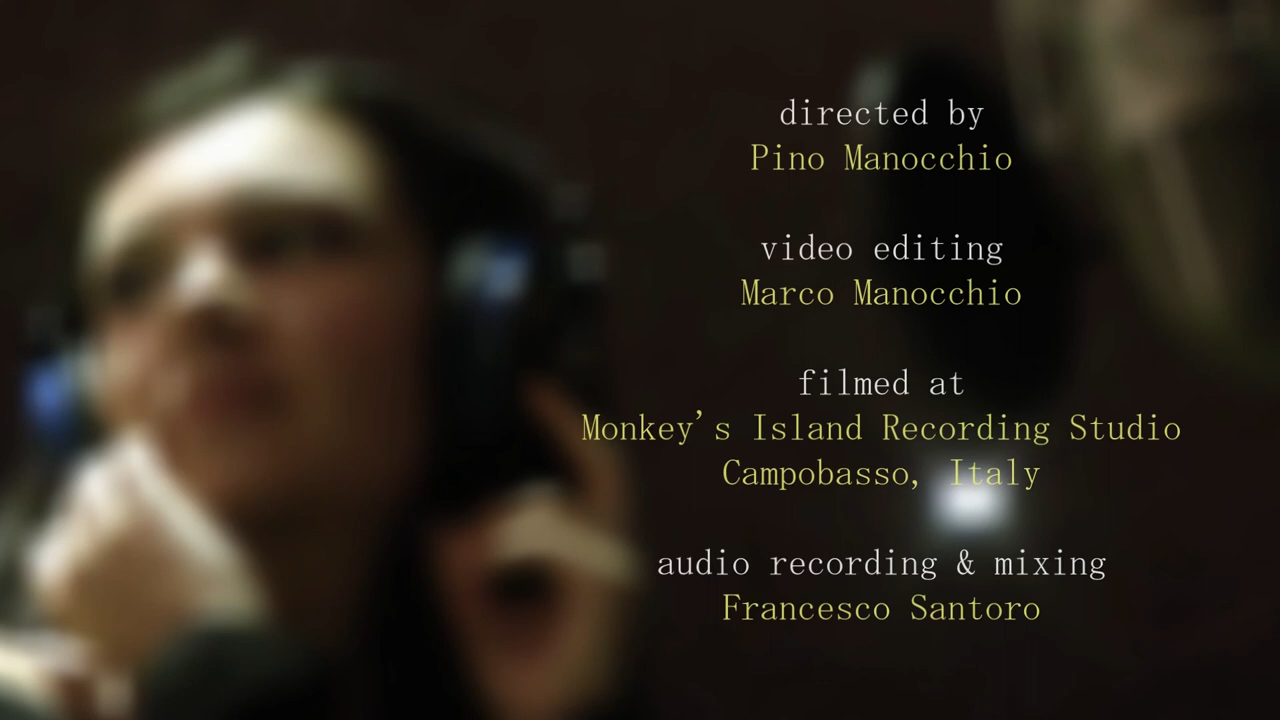 directed by
Pino Manocchio
video editing
Marco Manocchio
filmed at
Monkey's Island Recording Studio
Campobasso, Italy
audio recording & mixing
Francesco Santoro